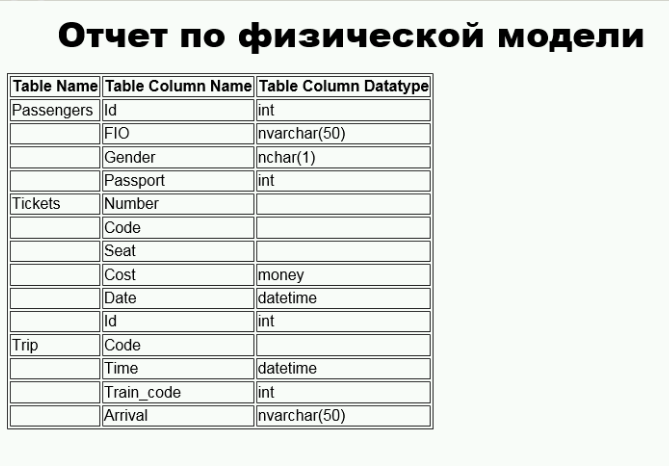 Отчет по физической модели
Table Name Table Column Name Table Column Datatype
Passengers Id int
FIO nvarchar(50)
Gender nchar(1)
Passport int
Tickets Number
Code
Seat
Cost money
Date datetime
Id int
Trip Code
Time datetime
Train_code int
Arrival nvarchar(50)